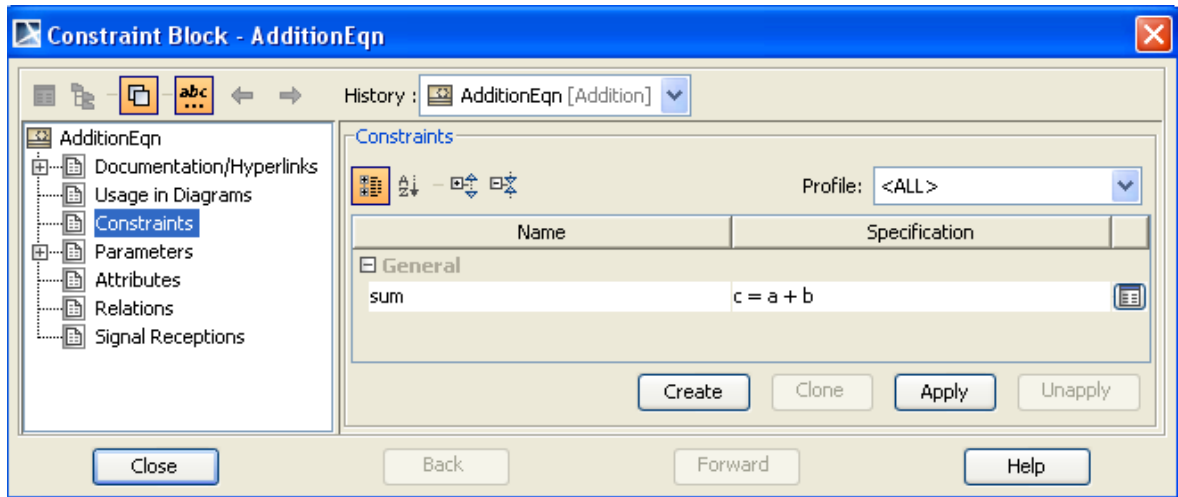 Constraint Block - AdditionEqn
abc
History : AdditionEqn [Addition]
AdditionEqn
Documentation/Hyperlinks
Usage in Diagrams
Constraints
Parameters
Attributes
Relations
Signal Receptions
Constraints
A
Z
Profile: <ALL>
Name Specification
General
sum c = a + b
Create Clone Apply Unapply
Close Back Forward Help